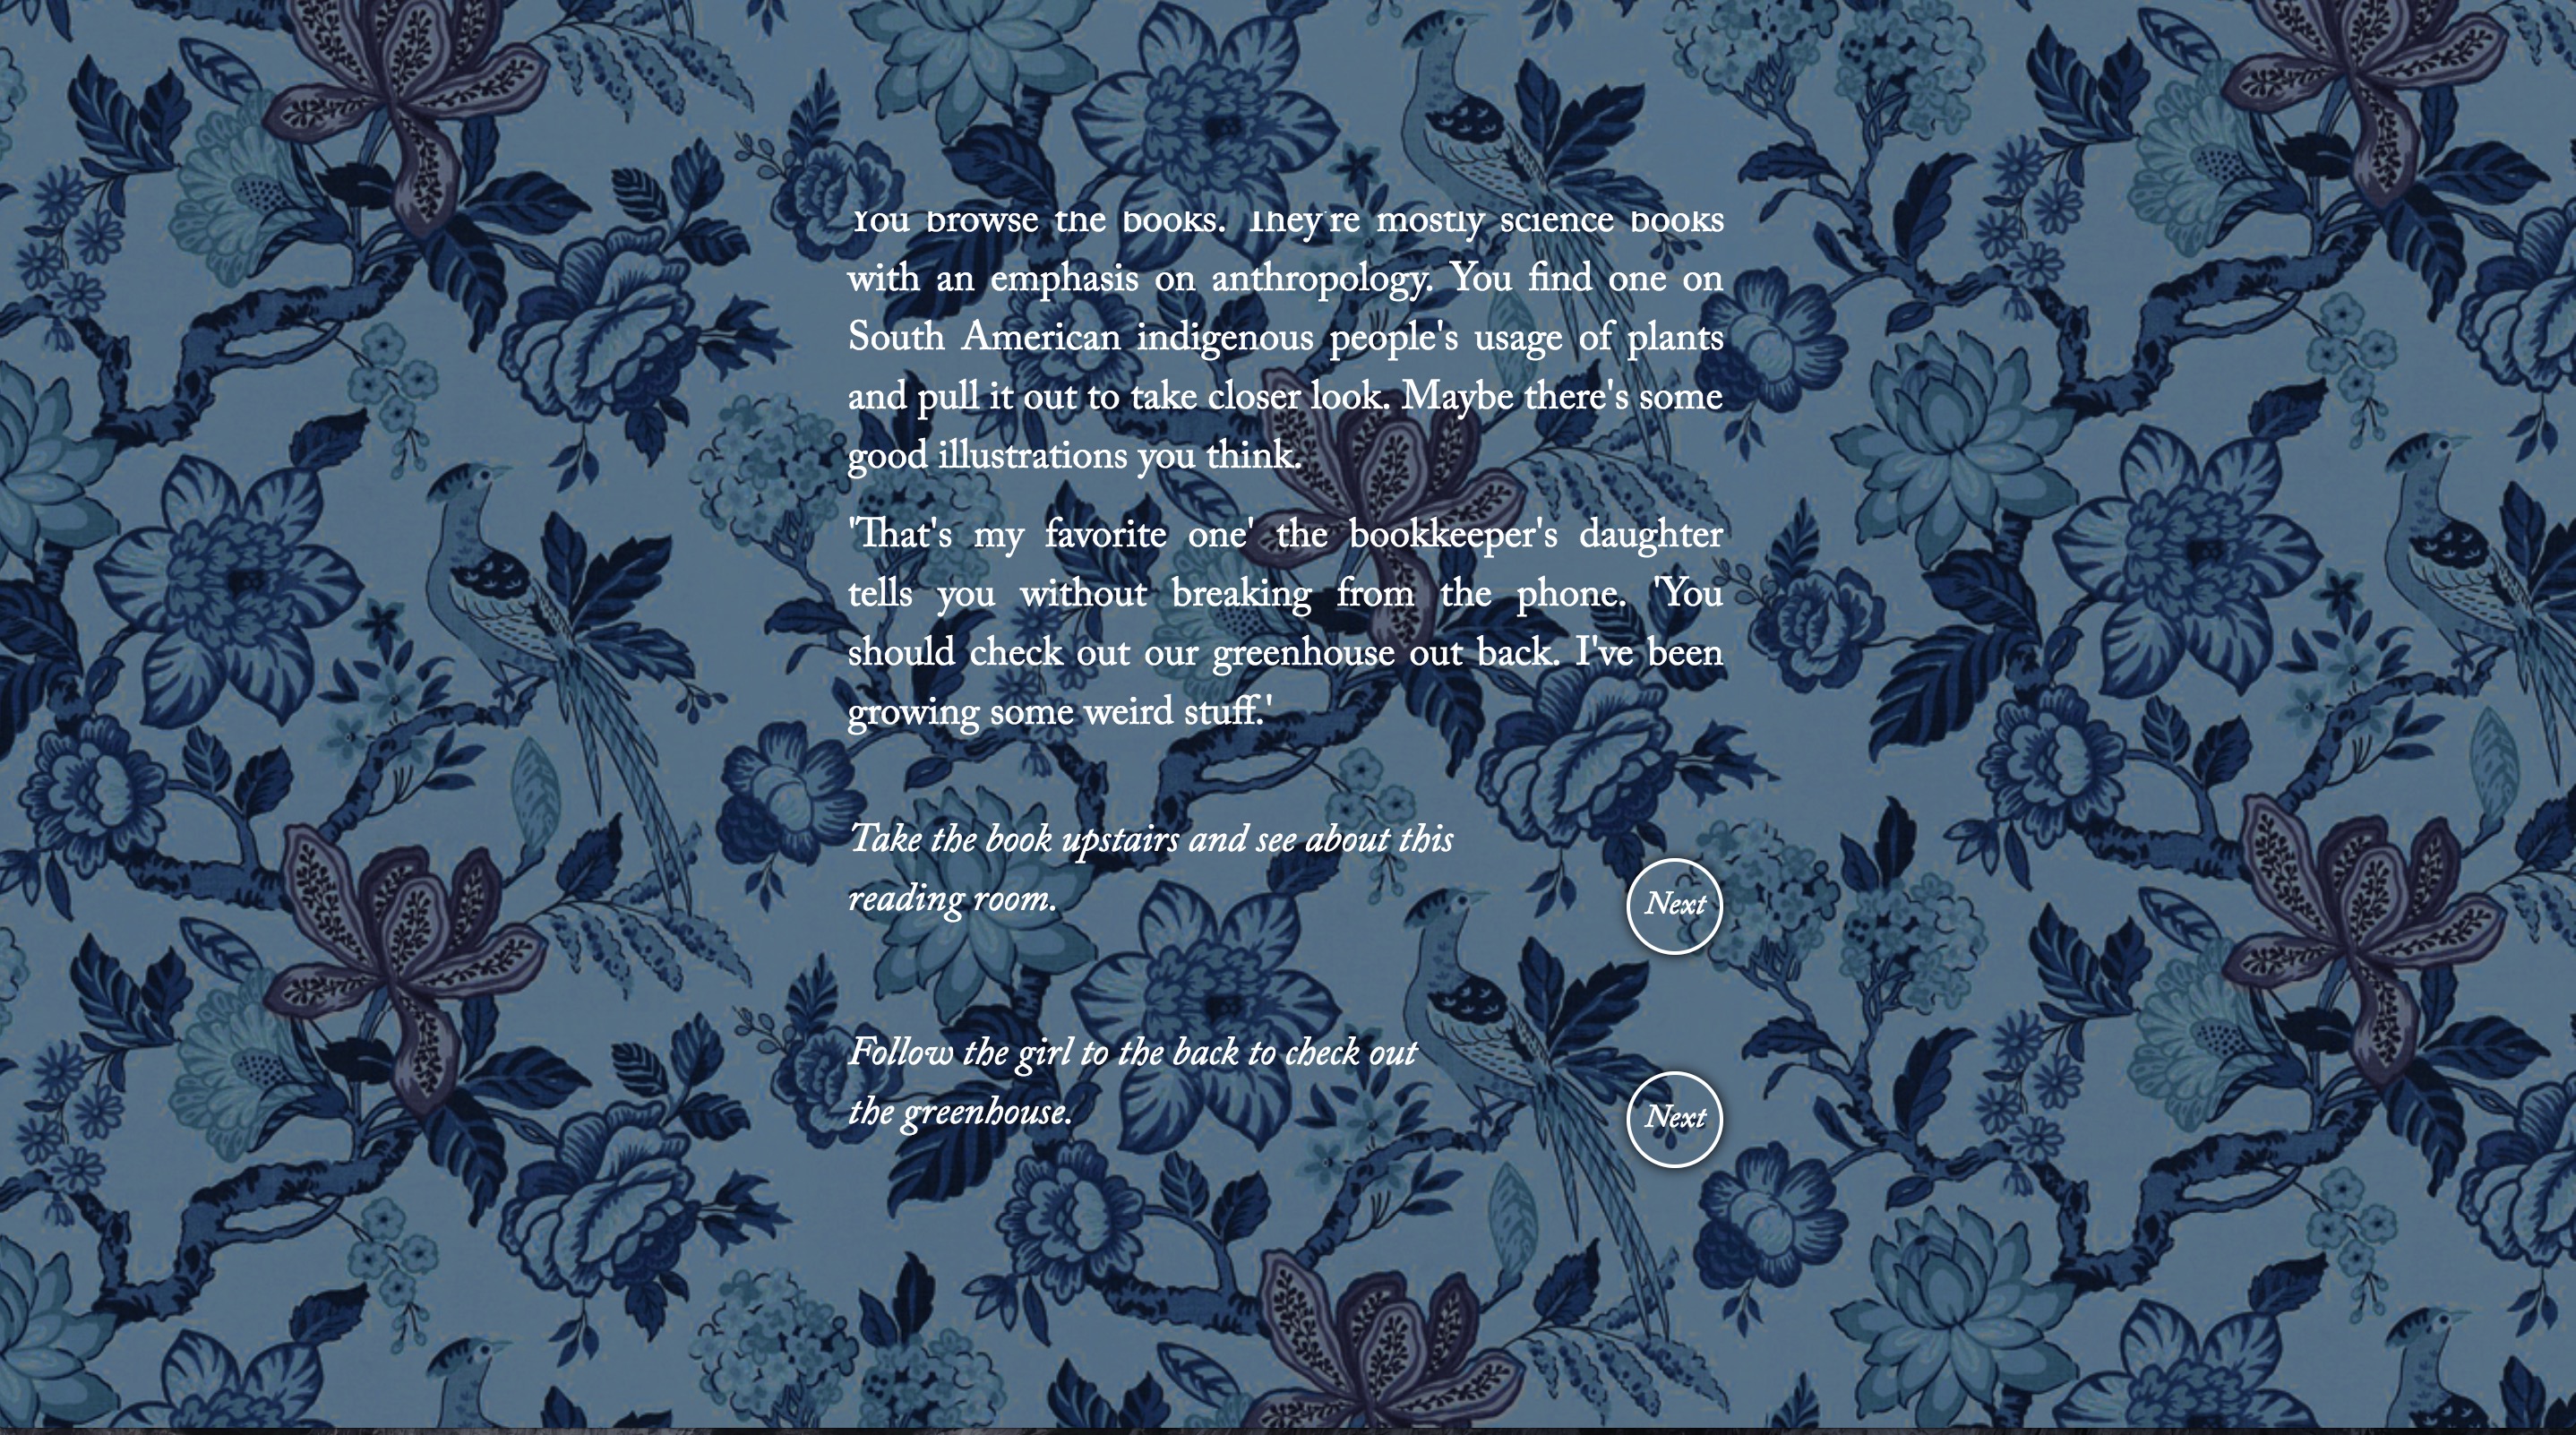 You browse the books. They're mostly science books
with an emphasis on anthropology. You find one on
South American indigenous people's usage of plants
and pull it out to take closer look. Maybe there's some
good illustrations you think.
'That's my favorite one' the bookkeeper's daughter
tells you without breaking from the phone. 'You
should check out our greenhouse out back. I've been
growing some weird stuff.'
Take the book upstairs and see about this
reading room.
Next
Follow the girl to the back to check out
the greenhouse.
Next